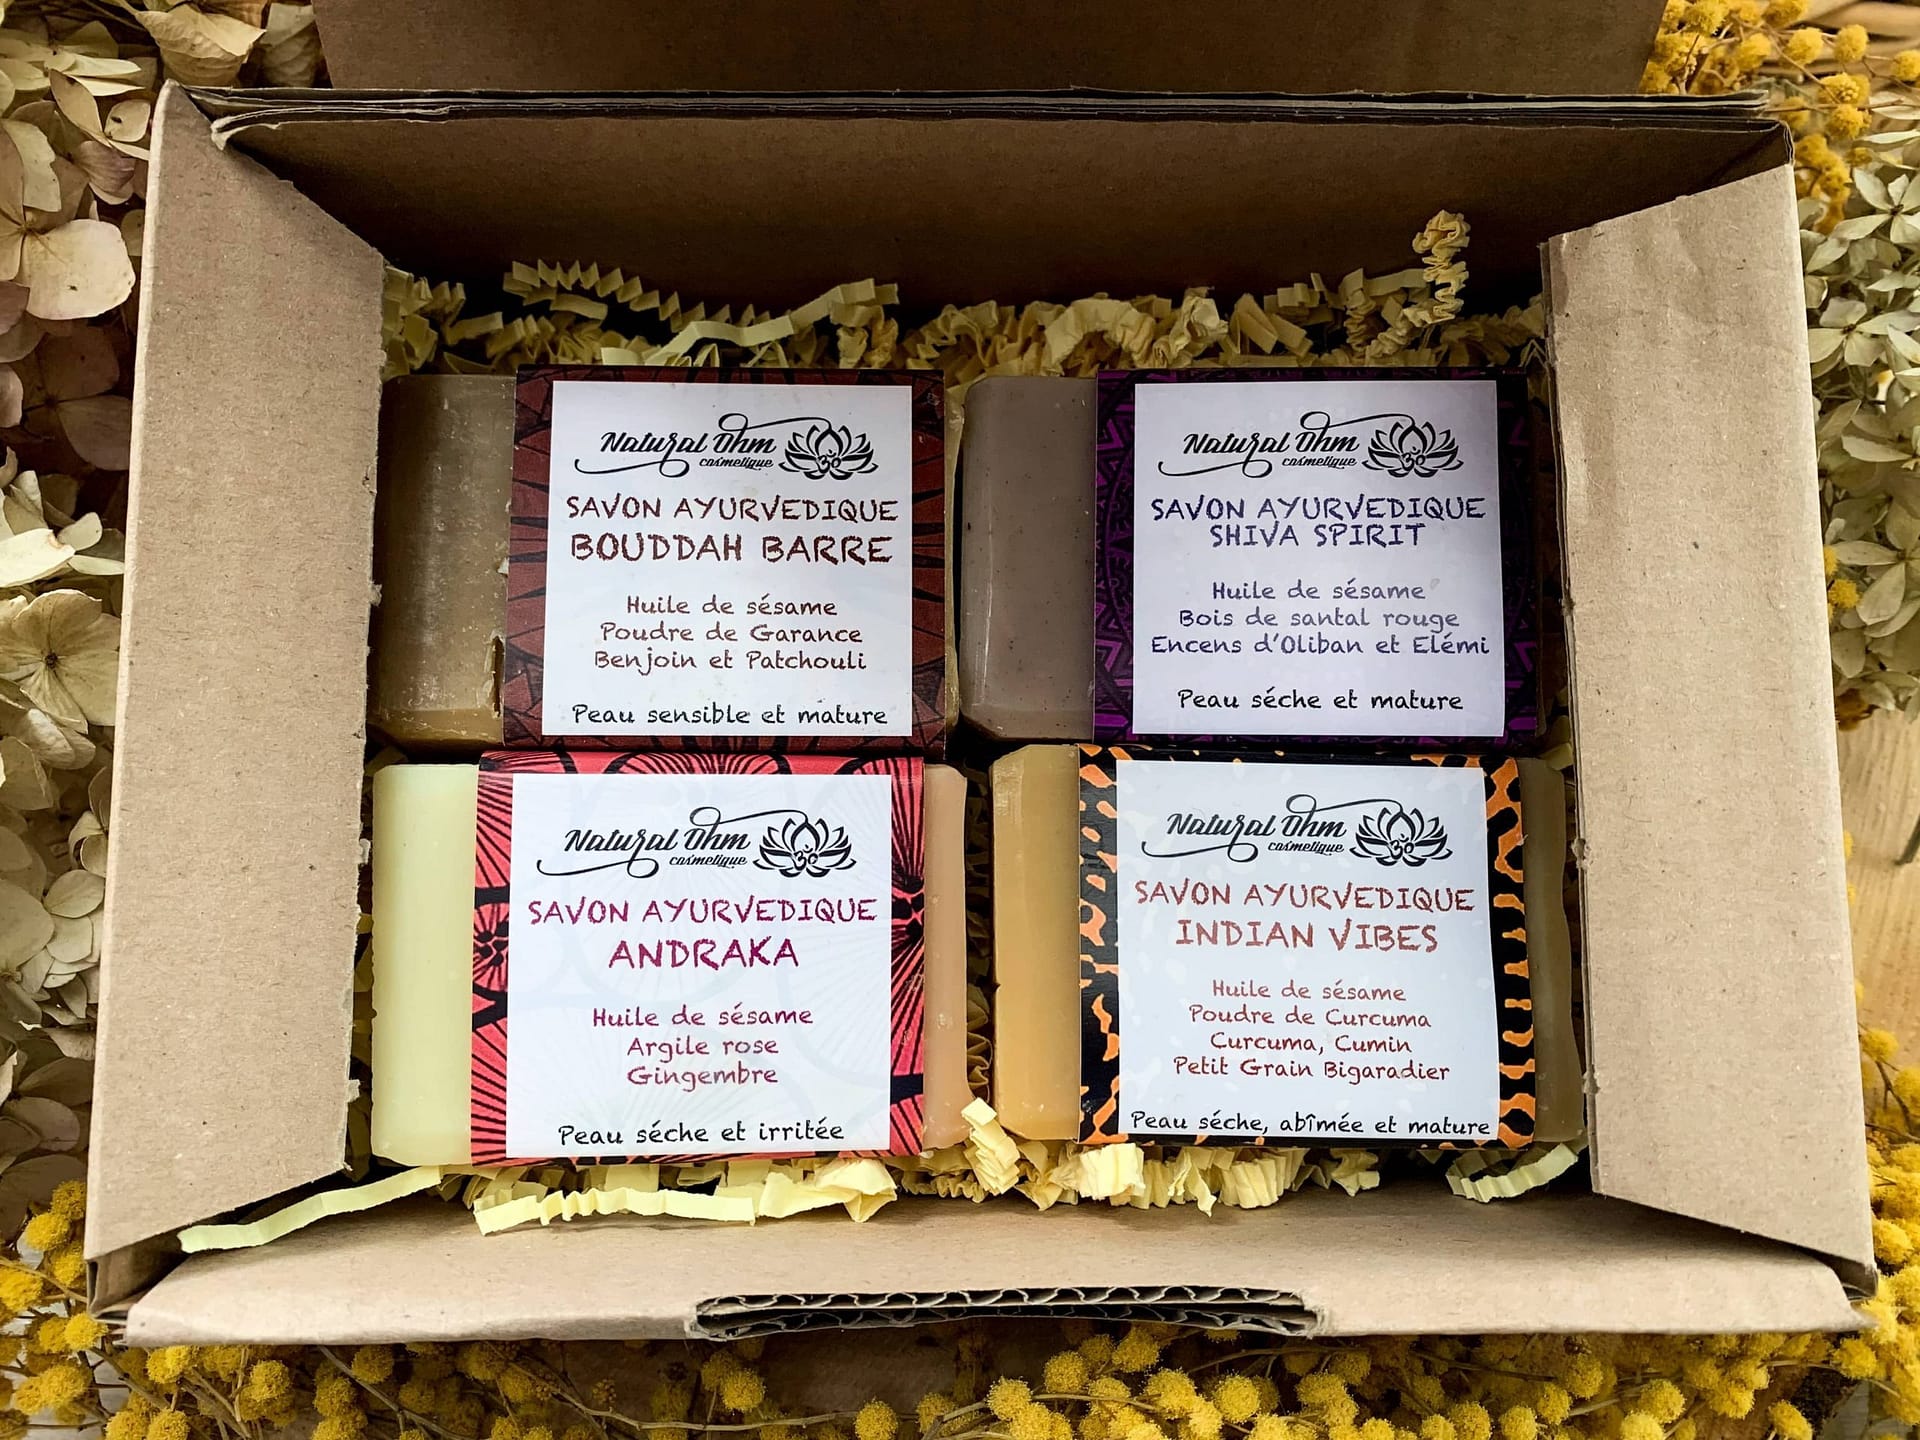 Natural Ohm
cosmetique
SAVON AYURVEDIQUE
BOUDDAH BARRE
Huile de sésame
Poudre de Garance
Benjoin et Patchouli
Peau sensible et mature
Natural Ohm
cosmetique
SAVON AYURVEDIQUE
SHIVA SPIRIT
Huile de sésame
Bois de santal rouge
Encens d'Oliban et Elémi
Peau séche et mature
Natural Ohm
cosmetique
SAVON AYURVEDIQUE
ANDRAKA
Huile de sésame
Argile rose
Gingembre
Peau séche et irritée
Natural Ohm
cosmetique
SAVON AYURVEDIQUE
INDIAN VIBES
Huile de sésame
Poudre de Curcuma
Curcuma, Cumin
Petit Grain Bigaradier
Peau séche, abîmée et mature